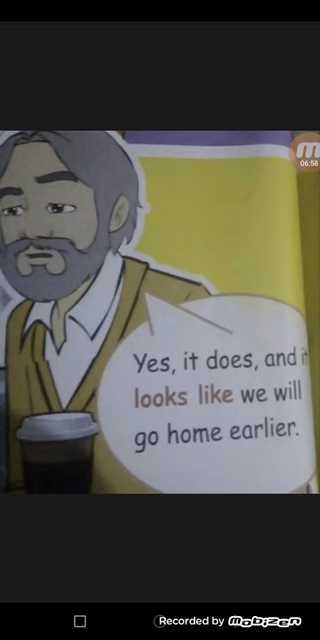 06:58
Yes, it does, and it
looks like we will
go home earlier.
Recorded by mobizen